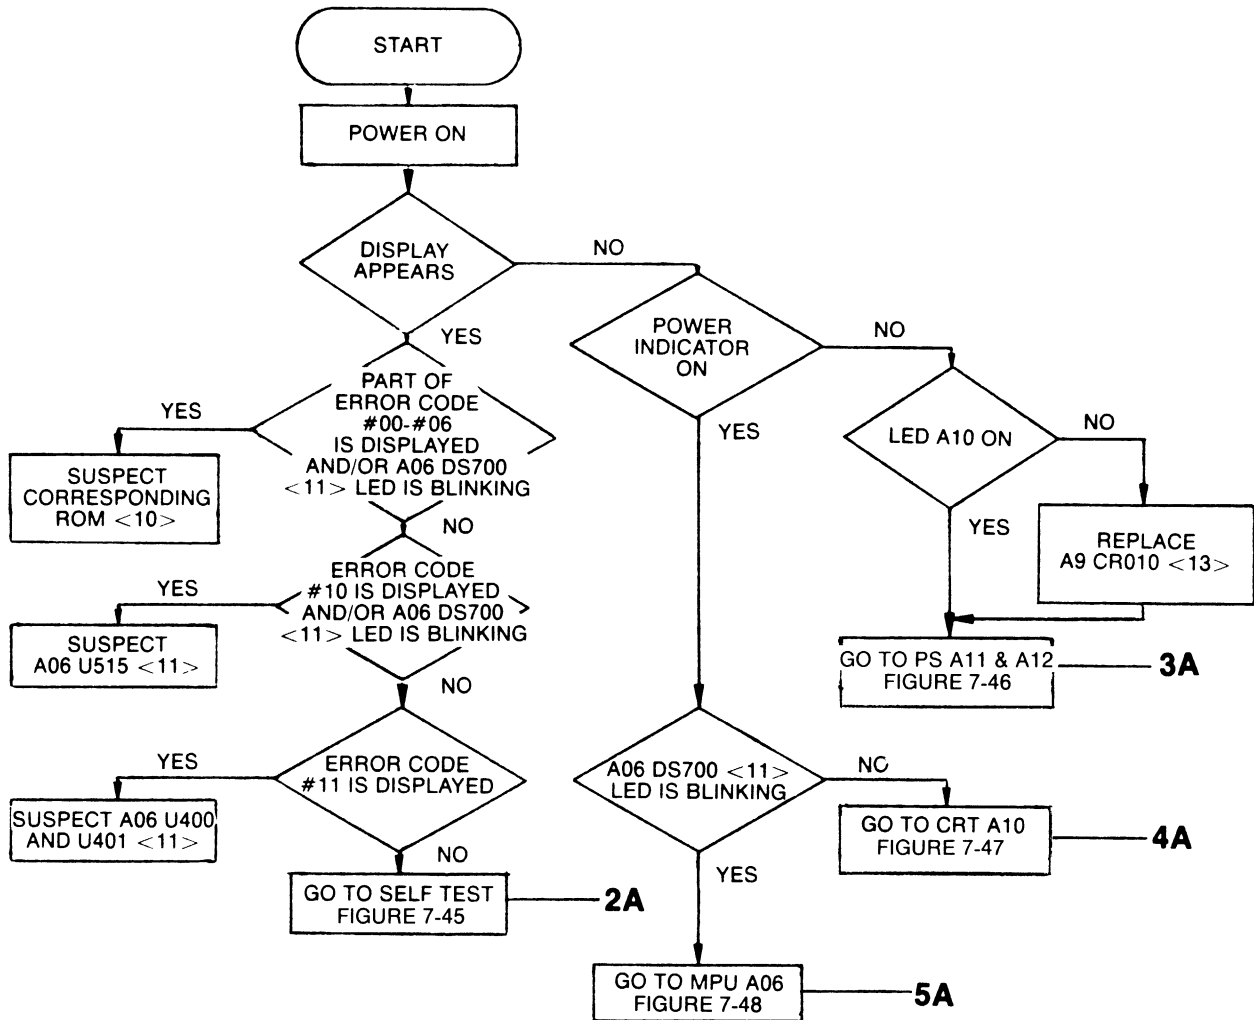 START
POWER ON
DISPLAY
APPEARS
NO
YES
POWER
INDICATOR
ON
NO
YES
PART OF
ERROR CODE
#00-#06
IS DISPLAYED
AND/OR A06 DS700
<11> LED IS BLINKING
YES
NO
SUSPECT
CORRESPONDING
ROM <10>
LED A10 ON
NO
YES
REPLACE
A9 CR010 <13>
ERROR CODE
#10 IS DISPLAYED
AND/OR A06 DS700
<11> LED IS BLINKING
YES
NO
SUSPECT
A06 U515 <11>
GO TO PS A11 & A12
FIGURE 7-46
3A
ERROR CODE
#11 IS DISPLAYED
YES
NO
SUSPECT A06 U400
AND U401 <11>
A06 DS700 <11>
LED IS BLINKING
NO
YES
GO TO CRT A10
FIGURE 7-47
4A
GO TO SELF TEST
FIGURE 7-45
2A
GO TO MPU A06
FIGURE 7-48
5A